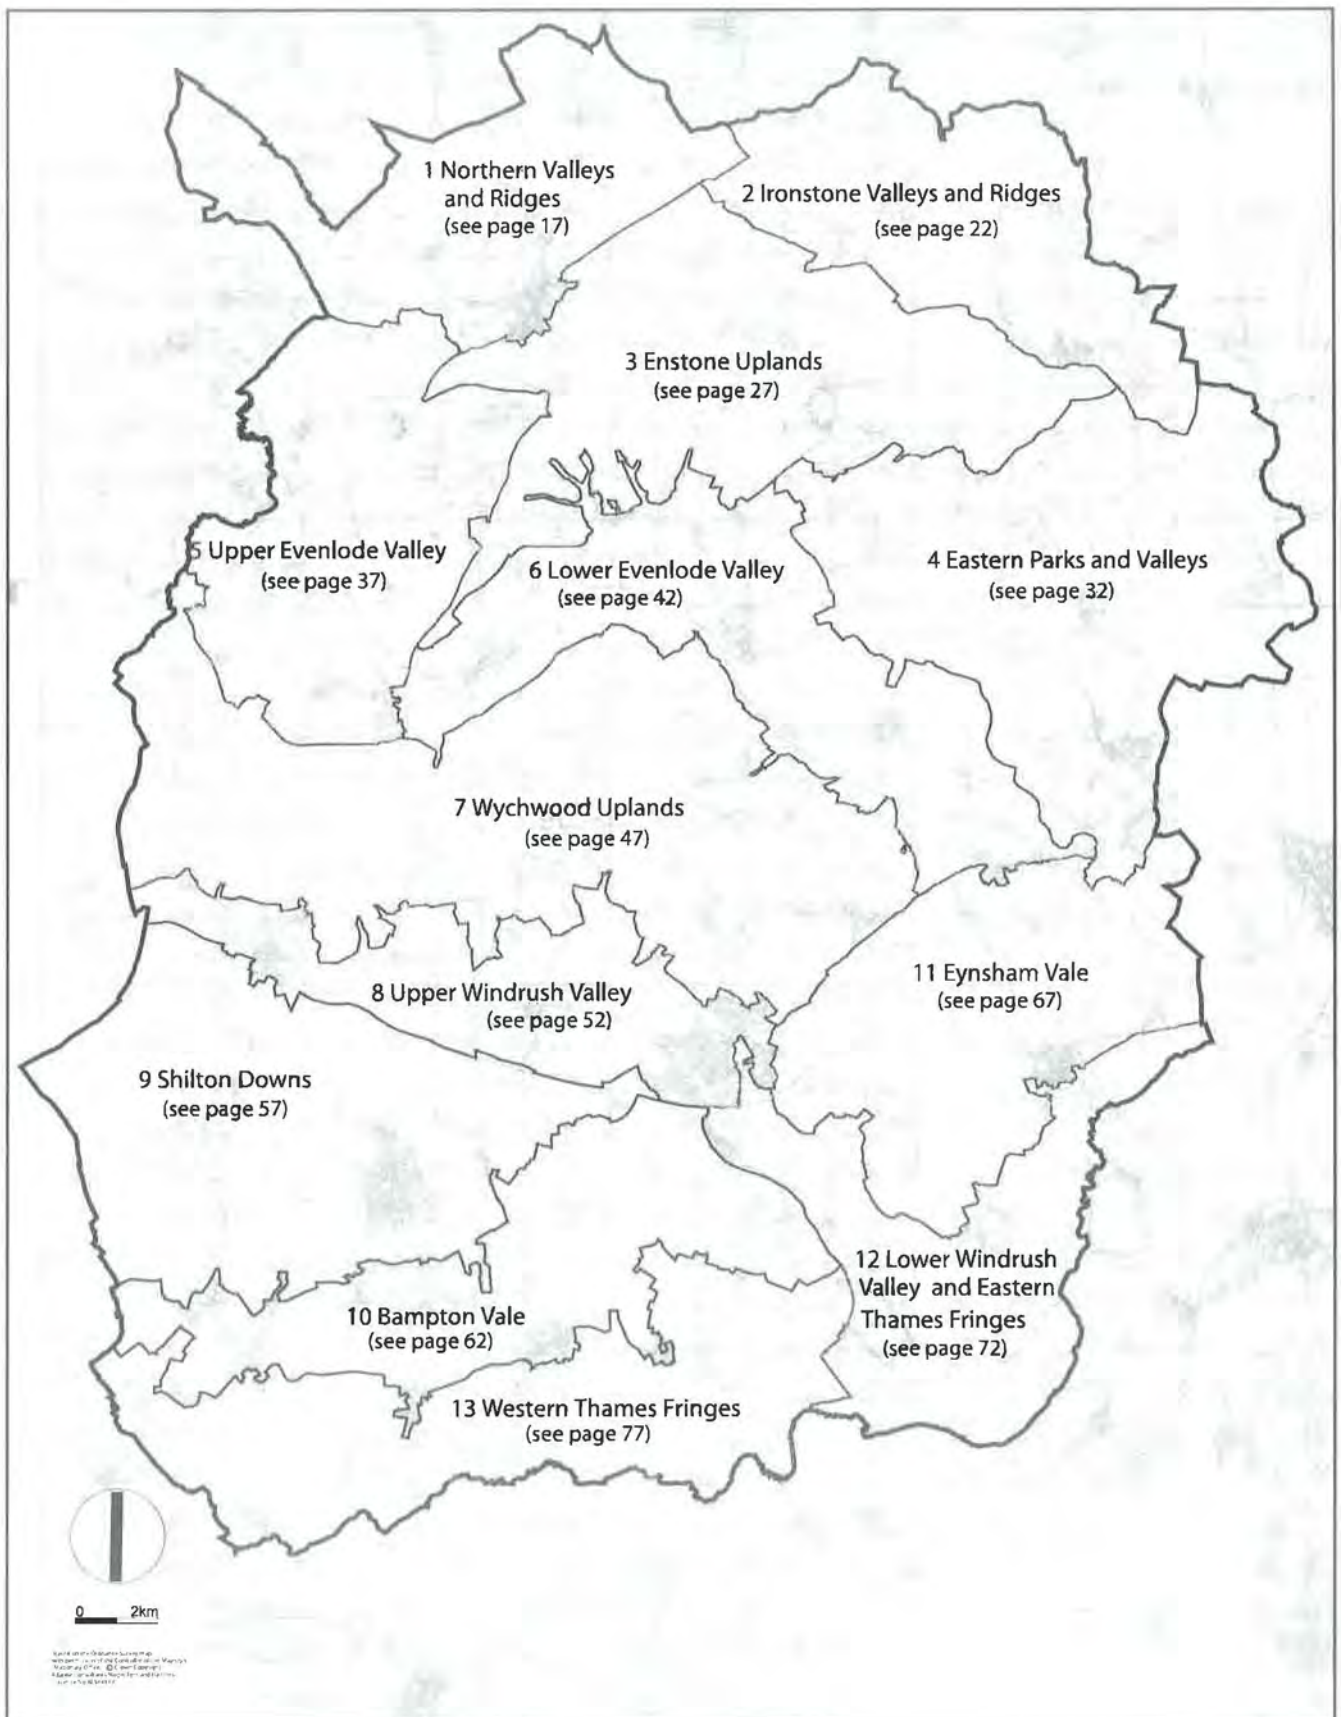 1 Northern Valleys
and Ridges
(see page 17)
2 Ironstone Valleys and Ridges
(see page 22)
3 Enstone Uplands
(see page 27)
5 Upper Evenlode Valley
(see page 37)
6 Lower Evenlode Valley
(see page 42)
4 Eastern Parks and Valleys
(see page 32)
7 Wychwood Uplands
(see page 47)
8 Upper Windrush Valley
(see page 52)
11 Eynsham Vale
(see page 67)
9 Shilton Downs
(see page 57)
12 Lower Windrush
Valley and Eastern
Thames Fringes
(see page 72)
10 Bampton Vale
(see page 62)
13 Western Thames Fringes
(see page 77)
0 2km